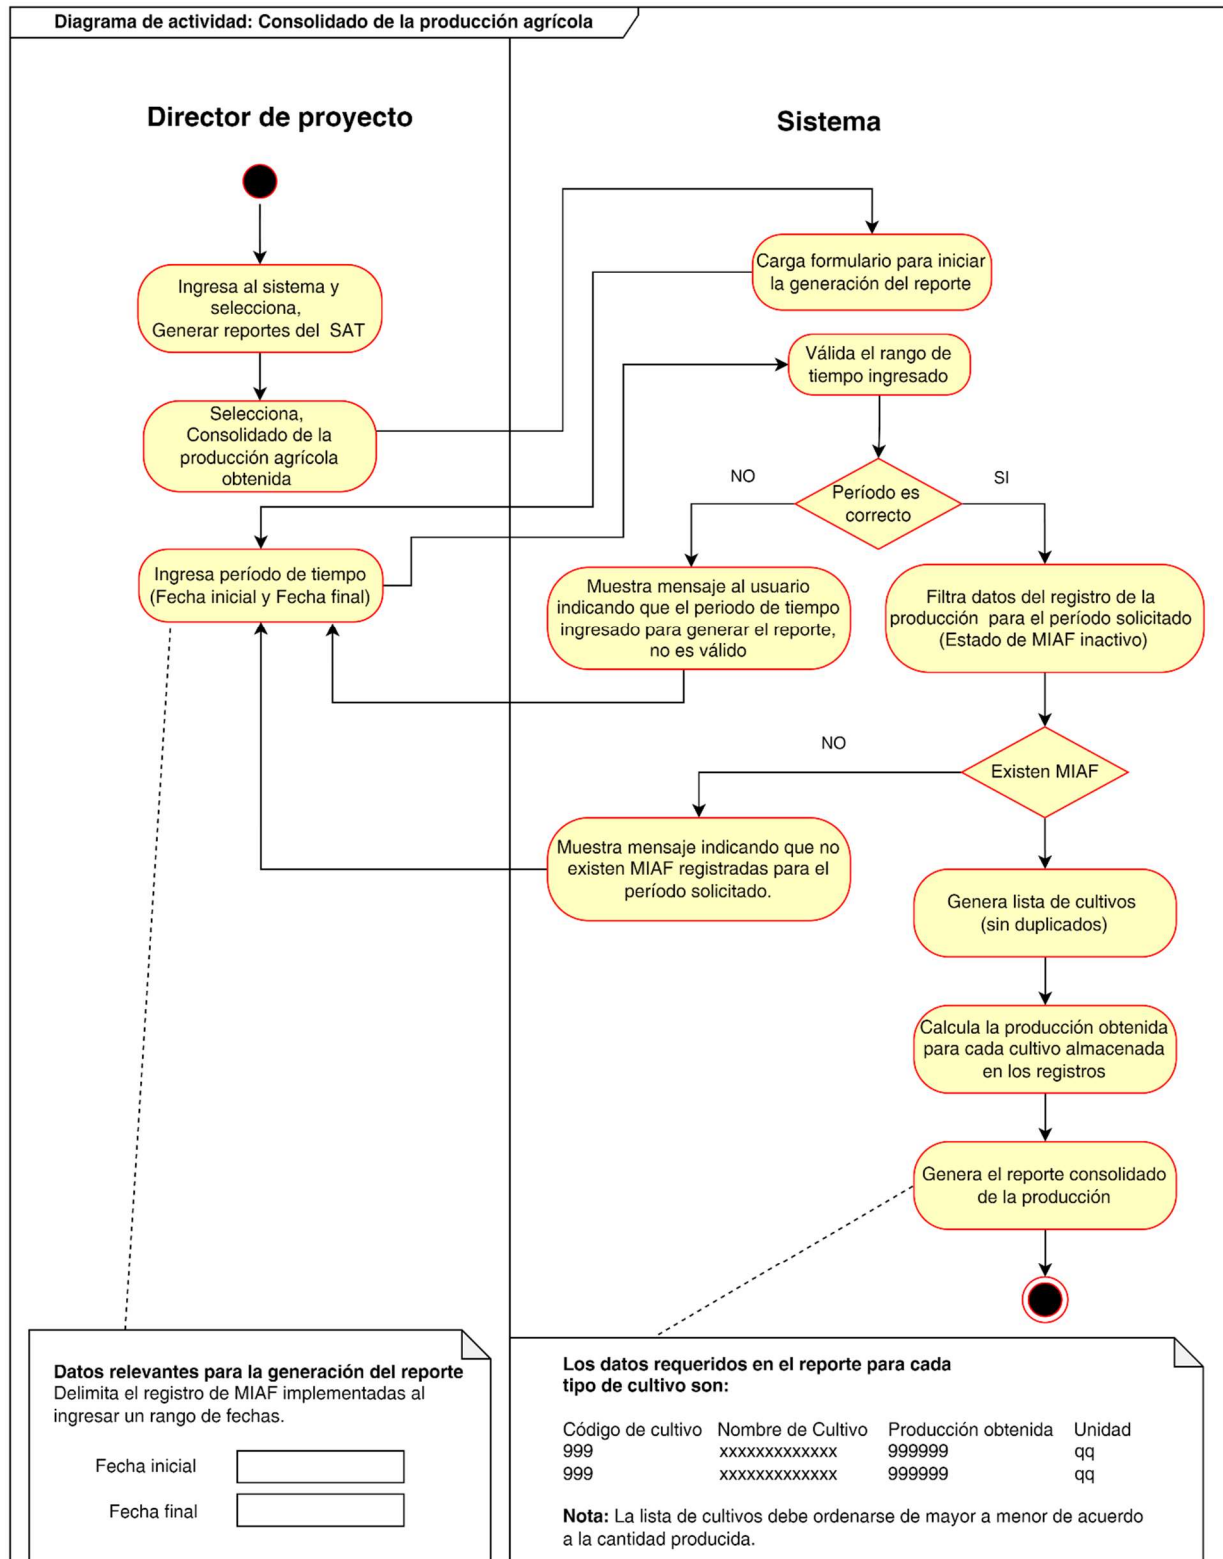 Diagrama de actividad: Consolidado de la producción agrícola
Director de proyecto
Sistema
Ingresa al sistema y
selecciona,
Generar reportes del SAT
Selecciona,
Consolidado de la
producción agrícola
obtenida
Carga formulario para iniciar
la generación del reporte
Ingresa período de tiempo
(Fecha inicial y Fecha final)
Válida el rango de
tiempo ingresado
Período es
correcto
NO
SI
Muestra mensaje al usuario
indicando que el periodo de tiempo
ingresado para generar el reporte,
no es válido
Filtra datos del registro de la
producción para el período solicitado
(Estado de MIAF inactivo)
Existen MIAF
NO
Muestra mensaje indicando que no
existen MIAF registradas para el
período solicitado.
Genera lista de cultivos
(sin duplicados)
Calcula la producción obtenida
para cada cultivo almacenada
en los registros
Genera el reporte consolidado
de la producción
Datos relevantes para la generación del reporte
Delimita el registro de MIAF implementadas al
ingresar un rango de fechas.
Fecha inicial
Fecha final
Los datos requeridos en el reporte para cada
tipo de cultivo son:
Código de cultivo Nombre de Cultivo Producción obtenida Unidad
999 xxxxxxxxxxxxx 999999 qq
999 xxxxxxxxxxxxx 999999 qq
Nota: La lista de cultivos debe ordenarse de mayor a menor de acuerdo
a la cantidad producida.